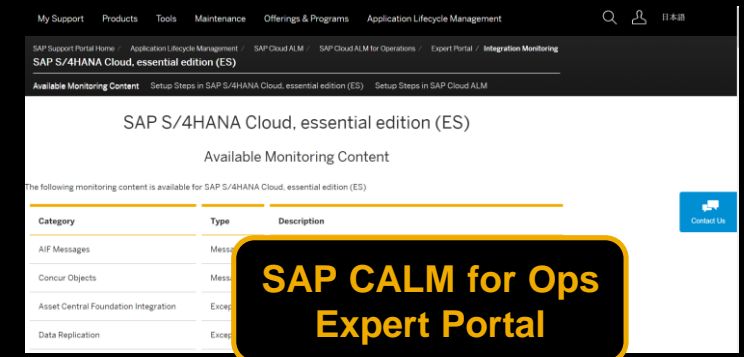 My Support Products Tools Maintenance Offerings & Programs Application Lifecycle Management 日本語
SAP Support Portal Home / Application Lifecycle Management / SAP Cloud ALM / SAP Cloud ALM for Operations / Expert Portal / Integration Monitoring
SAP S/4HANA Cloud, essential edition (ES)
Available Monitoring Content Setup Steps in SAP S/4HANA Cloud, essential edition (ES) Setup Steps in SAP Cloud ALM
SAP S/4HANA Cloud, essential edition (ES)
Available Monitoring Content
The following monitoring content is available for SAP S/4HANA Cloud, essential edition (ES)
Contact Us
Category Type Description
AIF Messages
Concur Objects
Asset Central Foundation Integration
Data Replication
SAP CALM for Ops
Expert Portal